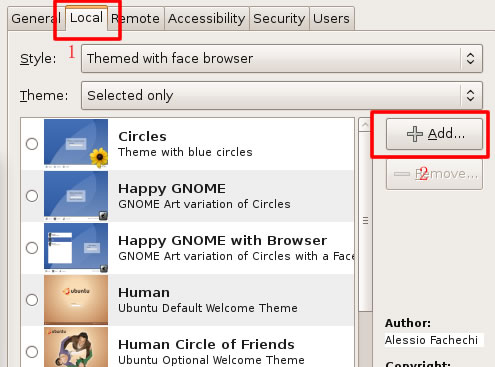 General Local Remote Accessibility Security Users
1
Style: Themed with face browser
Theme: Selected only
Add...
Circles
Theme with blue circles
2
Remove...
Happy GNOME
GNOME Art variation of Circles
Happy GNOME with Browser
GNOME Art variation of Circles with a Face
Human
Ubuntu Default Welcome Theme
ubuntu
Human Circle of Friends
Ubuntu Optional Welcome Theme
ubuntu
Author:
Alessio Fachechi
Copyright: